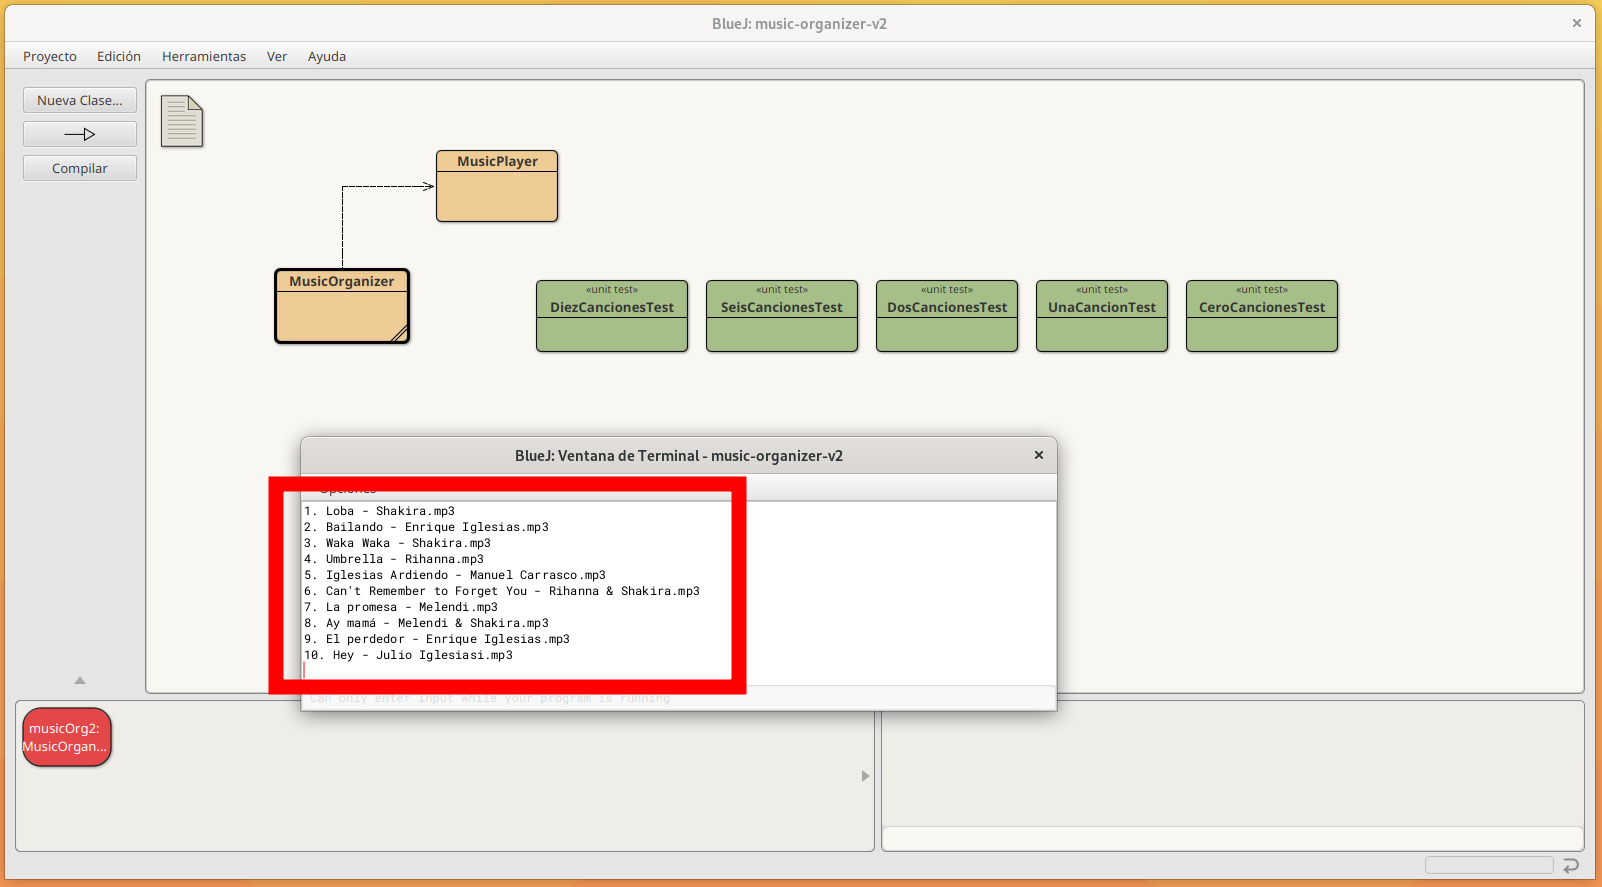 BlueJ: music-organizer-v2
Proyecto Edición Herramientas Ver Ayuda
Nueva Clase...
Compilar
MusicPlayer
MusicOrganizer
«unit test» «unit test» «unit test» «unit test» «unit test»
DiezCancionesTest SeisCancionesTest DosCancionesTest UnaCancionTest CeroCancionesTest
BlueJ: Ventana de Terminal - music-organizer-v2
Opciones
1. Loba - Shakira.mp3
2. Bailando - Enrique Iglesias.mp3
3. Waka Waka - Shakira.mp3
4. Umbrella - Rihanna.mp3
5. Iglesias Ardiendo - Manuel Carrasco.mp3
6. Can't Remember to Forget You - Rihanna & Shakira.mp3
7. La promesa - Melendi.mp3
8. Ay mamá - Melendi & Shakira.mp3
9. El perdedor - Enrique Iglesias.mp3
10. Hey - Julio Iglesiasi.mp3
Can only enter input while your program is running
musicOrg2:
MusicOrgan...